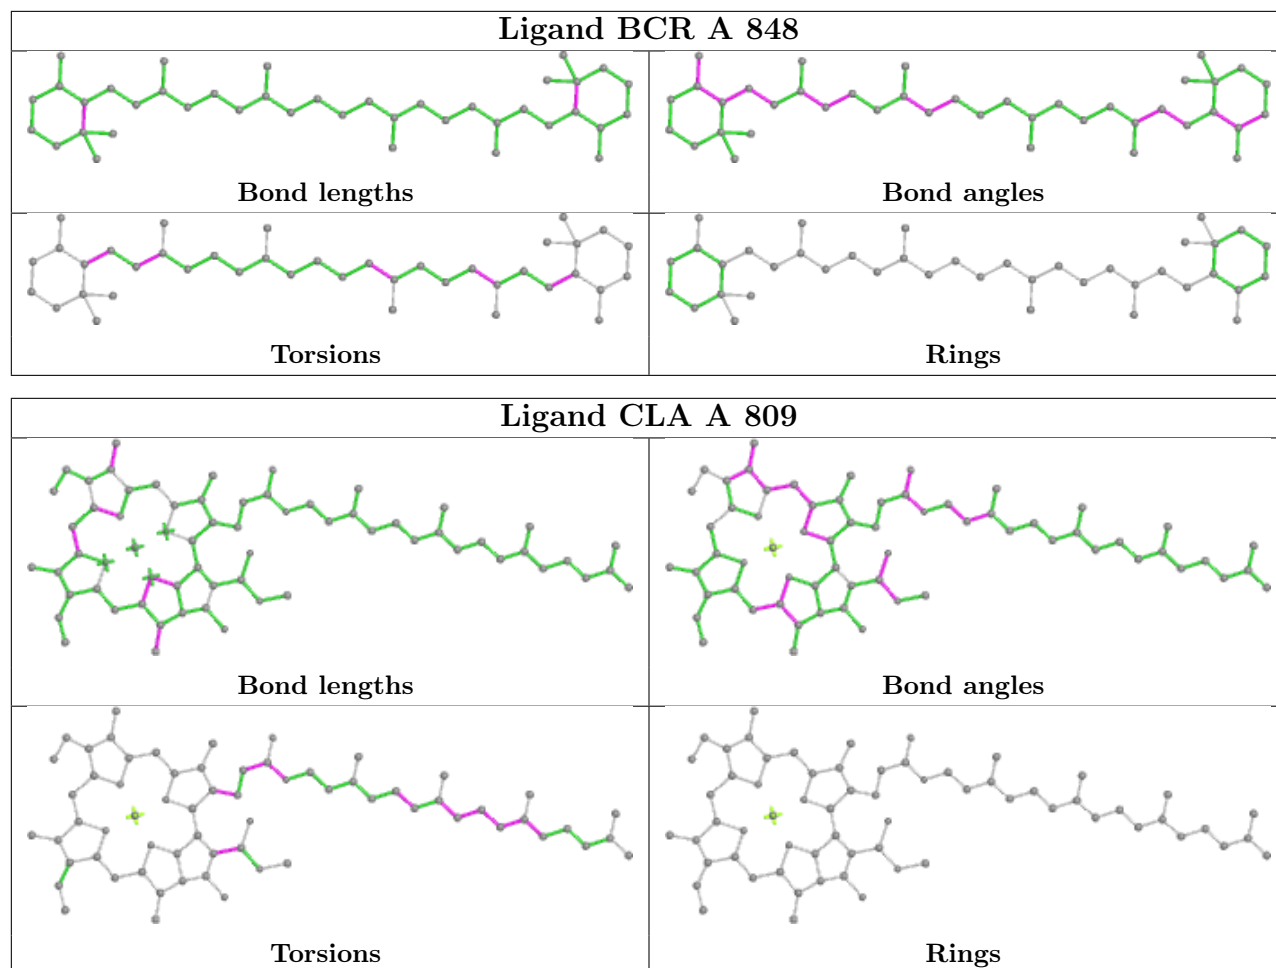 Ligand BCR A 848
Bond lengths
Bond angles
Torsions
Rings
Ligand CLA A 809
Bond lengths
Bond angles
Torsions
Rings